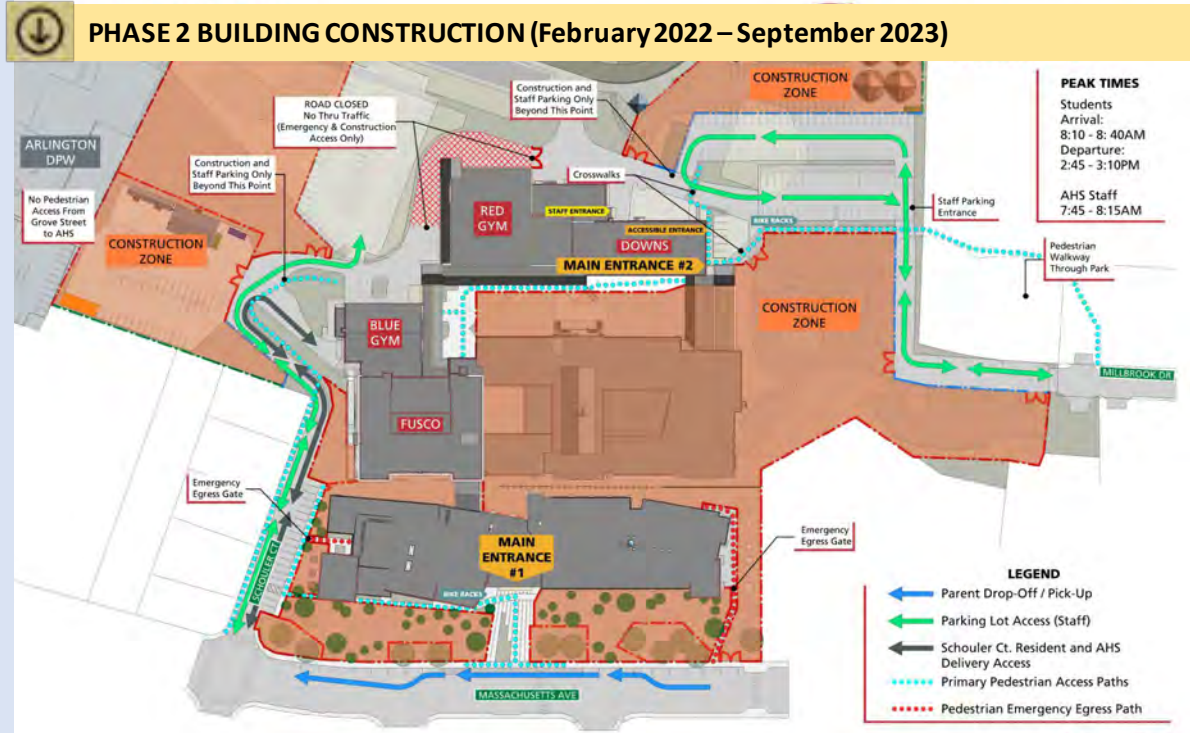 PHASE 2 BUILDING CONSTRUCTION (February 2022 – September 2023)
ARLINGTON
DPW
No Pedestrian
Access From
Grove Street
to AHS
CONSTRUCTION
ZONE
Construction and
Staff Parking Only
Beyond This Point
ROAD CLOSED
No Thru Traffic
(Emergency & Construction
Access Only)
Construction and
Staff Parking Only
Beyond This Point
CONSTRUCTION
ZONE
PEAK TIMES
Students
Arrival:
8:10 - 8: 40AM
Departure:
2:45 - 3:10PM
AHS Staff
7:45 - 8:15AM
Crosswalks
RED
GYM
STAFF ENTRANCE
ACCESSIBLE ENTRANCE
DOWNS
MAIN ENTRANCE #2
BIKE RACKS
Staff Parking
Entrance
Pedestrian
Walkway
Through Park
CONSTRUCTION
ZONE
BLUE
GYM
FUSCO
MILLBROOK DR
Emergency
Egress Gate
SCHOULER CT
MAIN
ENTRANCE
#1
BIKE RACKS
Emergency
Egress Gate
MASSACHUSETTS AVE
LEGEND
Parent Drop-Off / Pick-Up
Parking Lot Access (Staff)
Schouler Ct. Resident and AHS
Delivery Access
Primary Pedestrian Access Paths
Pedestrian Emergency Egress Path